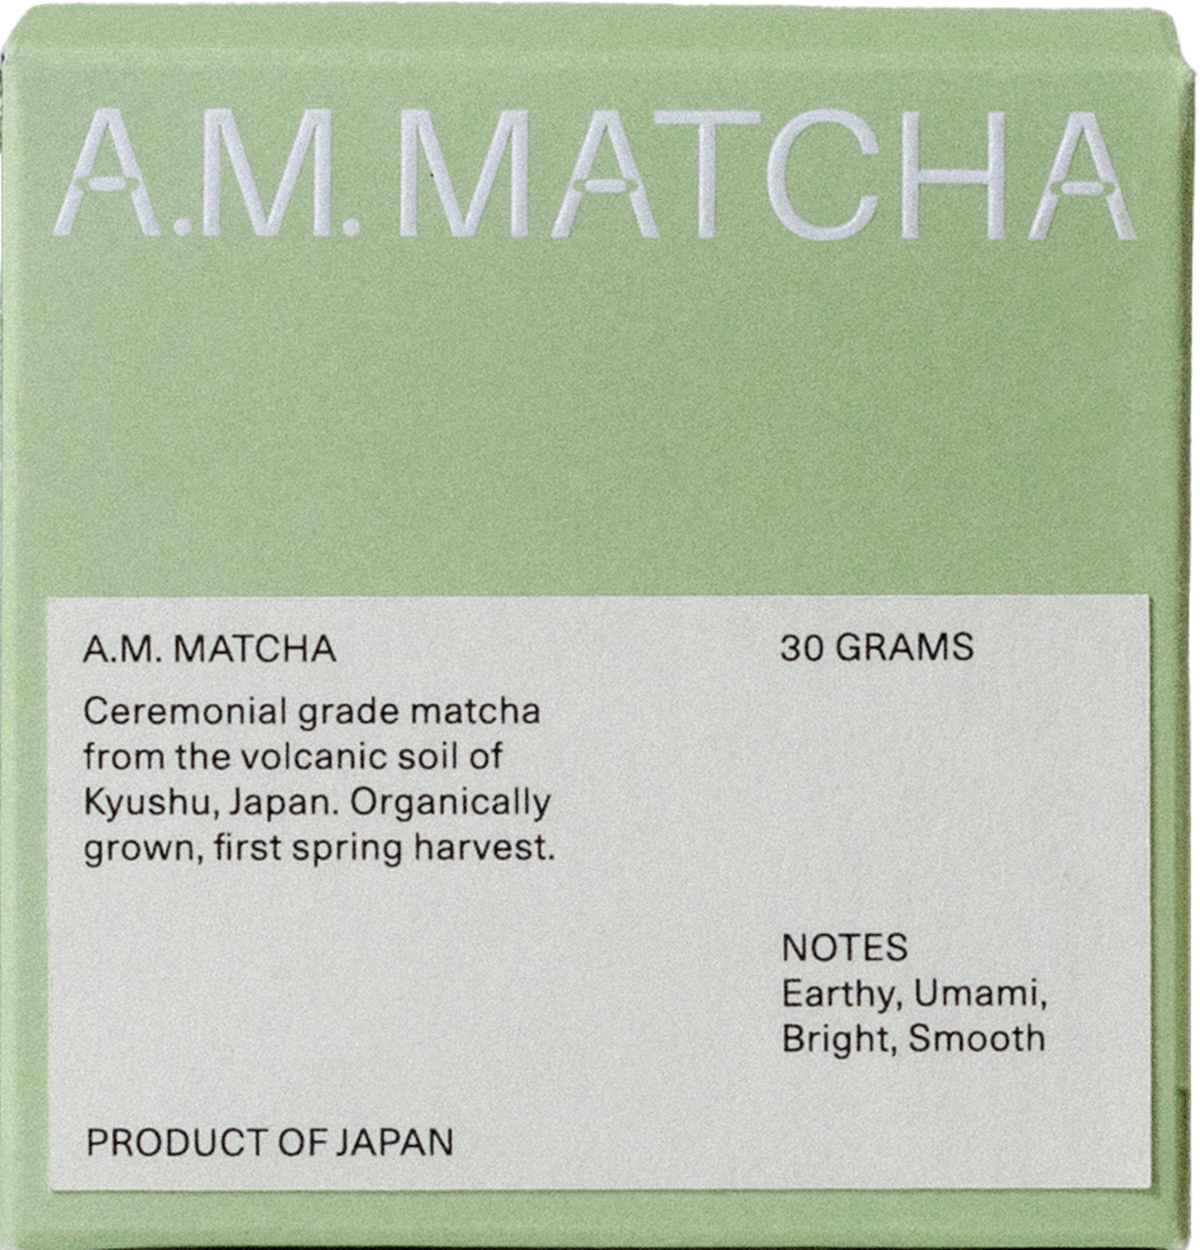 A.M. MATCHA
A.M. MATCHA
30 GRAMS
Ceremonial grade matcha
from the volcanic soil of
Kyushu, Japan. Organically
grown, first spring harvest.
NOTES
Earthy, Umami,
Bright, Smooth
PRODUCT OF JAPAN